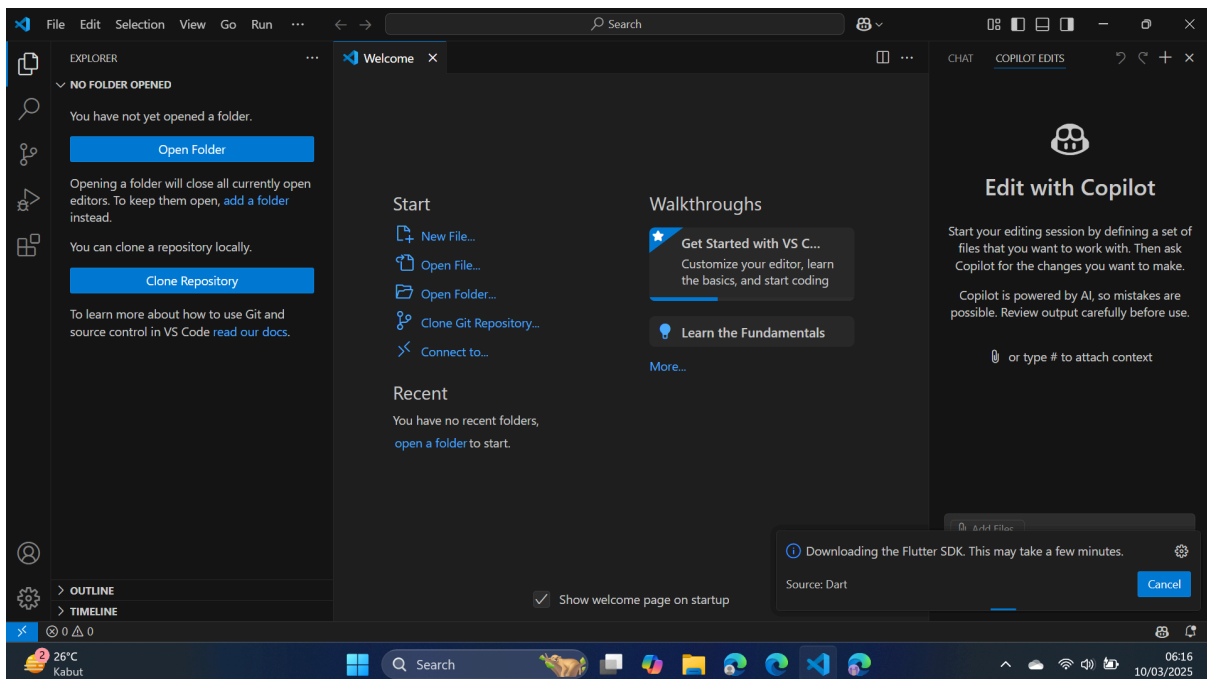 File Edit Selection View Go Run ···
Search
EXPLORER ···
NO FOLDER OPENED
You have not yet opened a folder.
Open Folder
Opening a folder will close all currently open
editors. To keep them open, add a folder
instead.
You can clone a repository locally.
Clone Repository
To learn more about how to use Git and
source control in VS Code read our docs.
OUTLINE
TIMELINE
Welcome
···
Start
New File...
Open File...
Open Folder...
Clone Git Repository...
Connect to...
Recent
You have no recent folders,
open a folder to start.
Walkthroughs
Get Started with VS C...
Customize your editor, learn
the basics, and start coding
Learn the Fundamentals
More...
Show welcome page on startup
CHAT COPILOT EDITS
Edit with Copilot
Start your editing session by defining a set of
files that you want to work with. Then ask
Copilot for the changes you want to make.
Copilot is powered by AI, so mistakes are
possible. Review output carefully before use.
or type # to attach context
Add Files...
Downloading the Flutter SDK. This may take a few minutes.
Source: Dart
Cancel
0 0
2
26°C
Kabut
Search
06:16
10/03/2025